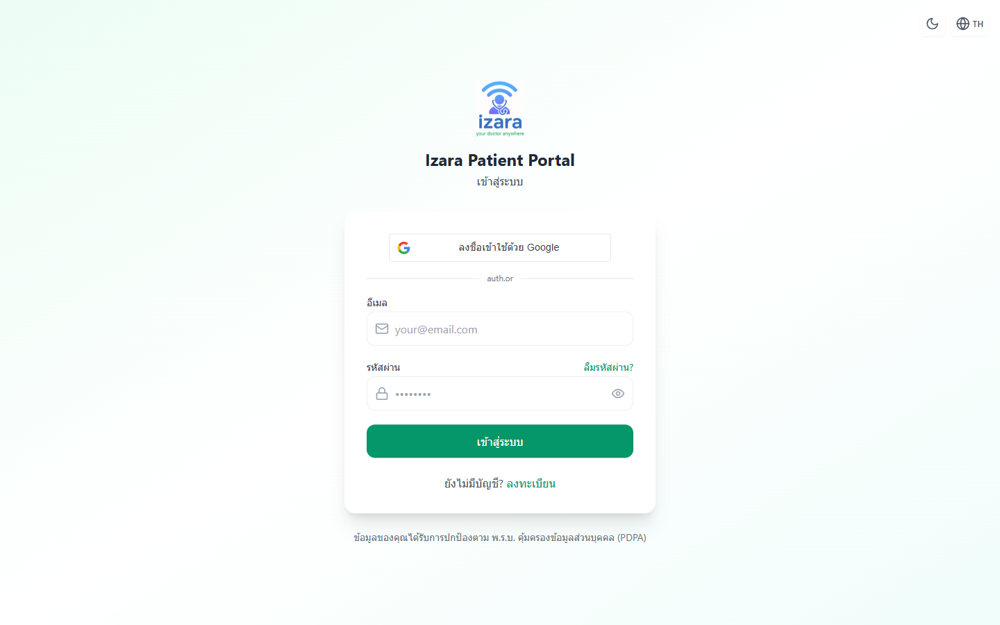 TH
izara
your doctor anywhere
Izara Patient Portal
เข้าสู่ระบบ
ลงชื่อเข้าใช้ด้วย Google
auth.or
อีเมล
your@email.com
รหัสผ่าน
ลืมรหัสผ่าน?
เข้าสู่ระบบ
ยังไม่มีบัญชี? ลงทะเบียน
ข้อมูลของคุณได้รับการปกป้องตาม พ.ร.บ. คุ้มครองข้อมูลส่วนบุคคล (PDPA)